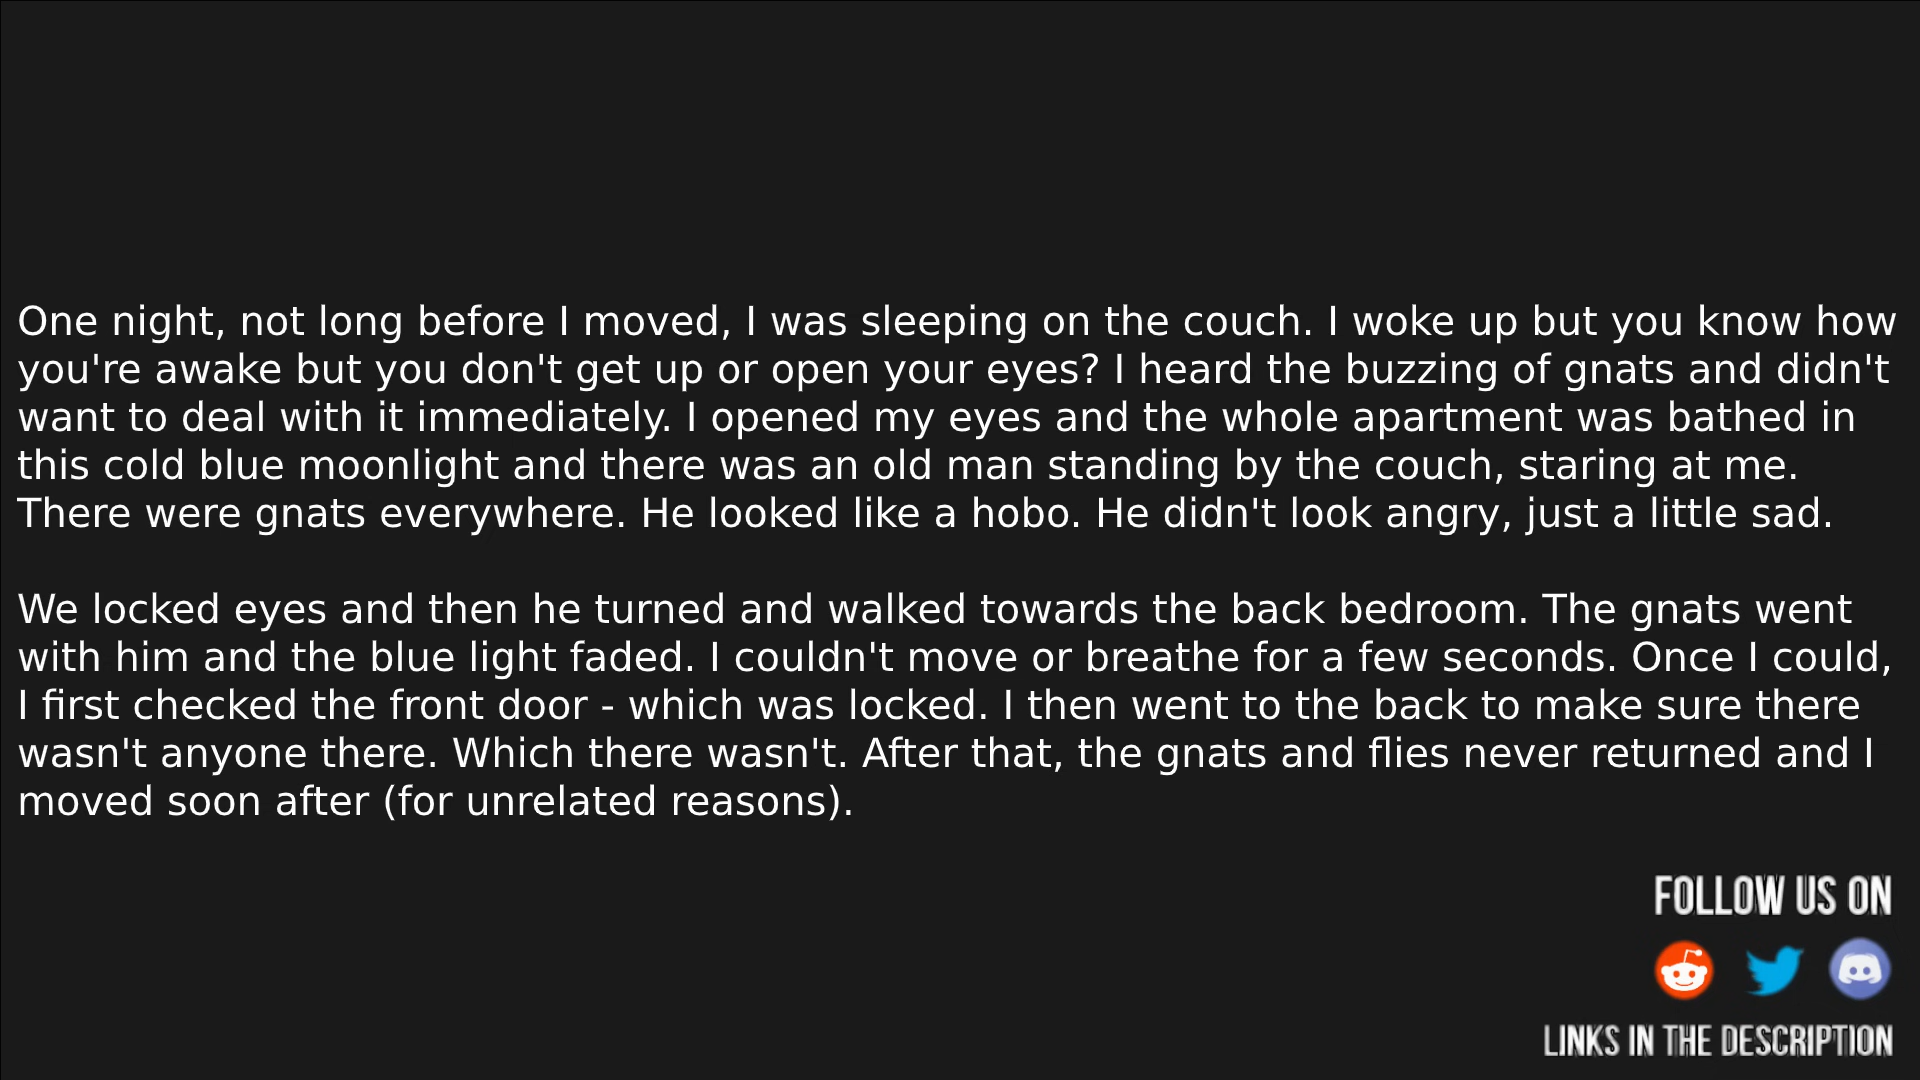 One night, not long before I moved, I was sleeping on the couch. I woke up but you know how
you're awake but you don't get up or open your eyes? I heard the buzzing of gnats and didn't
want to deal with it immediately. I opened my eyes and the whole apartment was bathed in
this cold blue moonlight and there was an old man standing by the couch, staring at me.
There were gnats everywhere. He looked like a hobo. He didn't look angry, just a little sad.
We locked eyes and then he turned and walked towards the back bedroom. The gnats went
with him and the blue light faded. I couldn't move or breathe for a few seconds. Once I could,
I first checked the front door - which was locked. I then went to the back to make sure there
wasn't anyone there. Which there wasn't. After that, the gnats and flies never returned and I
moved soon after (for unrelated reasons).
FOLLOW US ON
LINKS IN THE DESCRIPTION